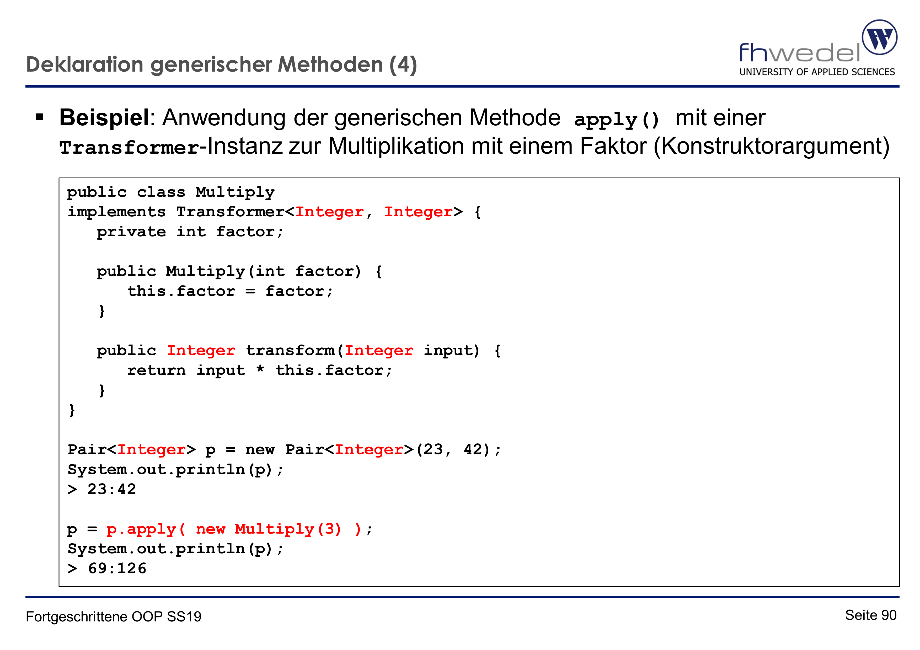 Deklaration generischer Methoden (4)
fhwedel
UNIVERSITY OF APPLIED SCIENCES
W
▪ Beispiel: Anwendung der generischen Methode apply() mit einer
Transformer-Instanz zur Multiplikation mit einem Faktor (Konstruktorargument)
public class Multiply
implements Transformer<Integer, Integer> {
   private int factor;

   public Multiply(int factor) {
      this.factor = factor;
   }

   public Integer transform(Integer input) {
      return input * this.factor;
   }
}

Pair<Integer> p = new Pair<Integer>(23, 42);
System.out.println(p);
> 23:42

p = p.apply( new Multiply(3) );
System.out.println(p);
> 69:126
Fortgeschrittene OOP SS19
Seite 90